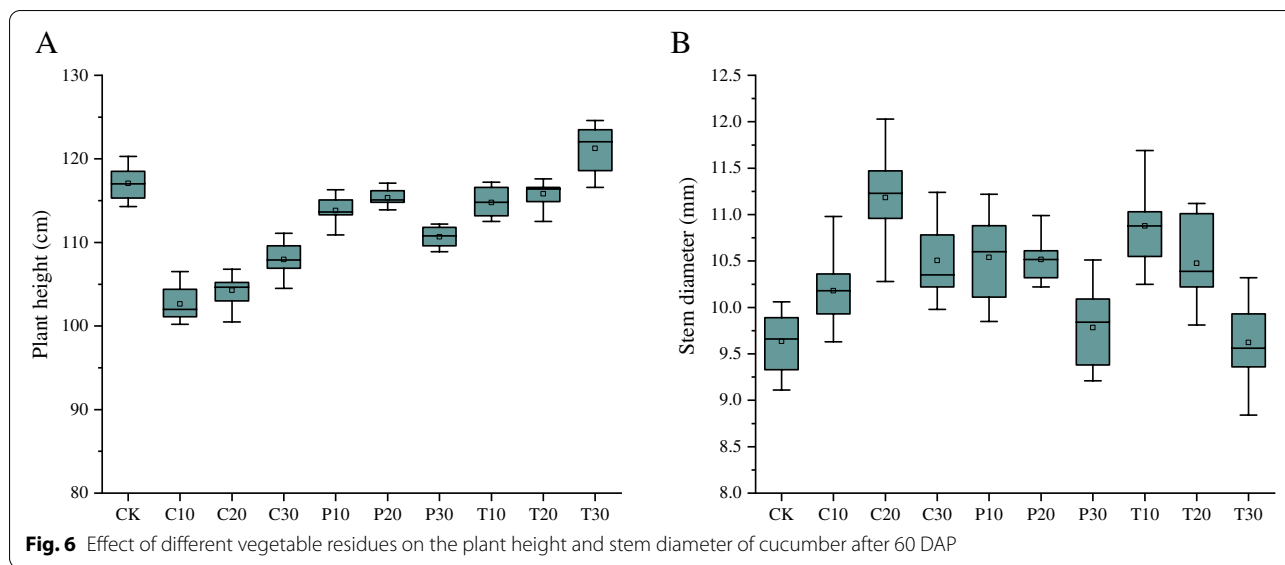 A
130
120
110
100
90
80
Plant height (cm)
CK C10 C20 C30 P10 P20 P30 T10 T20 T30
B
12.5
12.0
11.5
11.0
10.5
10.0
9.5
9.0
8.5
8.0
Stem diameter (mm)
CK C10 C20 C30 P10 P20 P30 T10 T20 T30
Fig. 6 Effect of different vegetable residues on the plant height and stem diameter of cucumber after 60 DAP